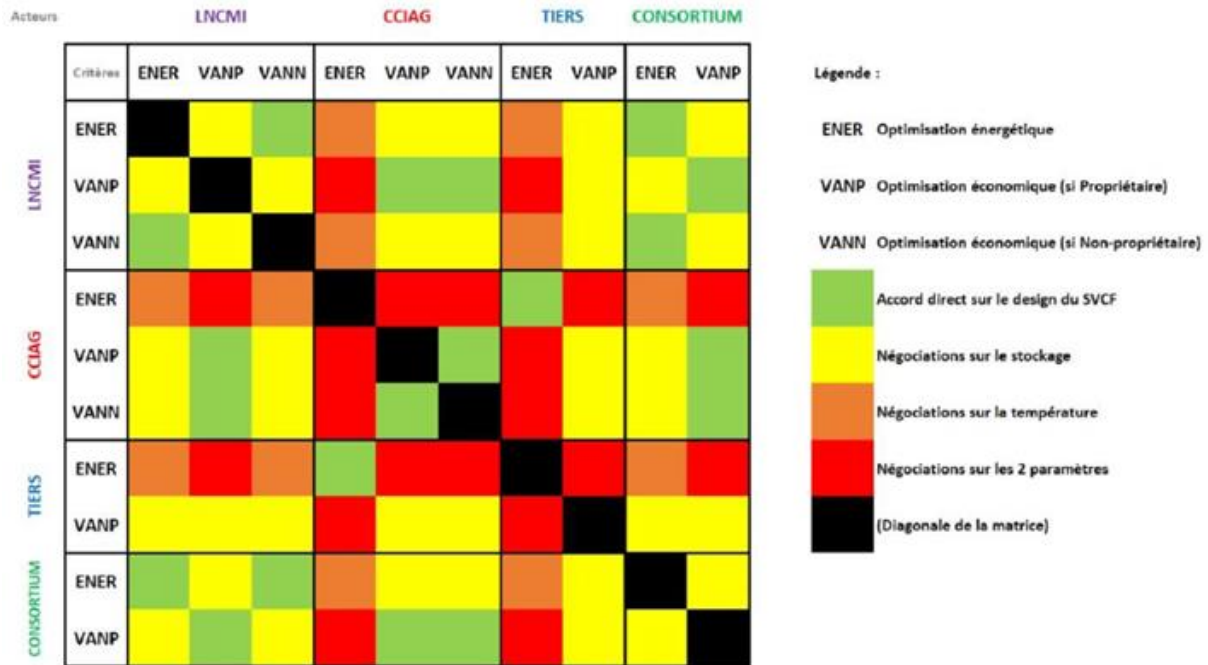 Acteurs LNCMI CCIAG TIERS CONSORTIUM
Critères ENER VANP VANN ENER VANP VANN ENER VANP ENER VANP
LNCMI
ENER
VANP
VANN
CCIAG
ENER
VANP
VANN
TIERS
ENER
VANP
CONSORTIUM
ENER
VANP
Légende :
ENER Optimisation énergétique
VANP Optimisation économique (si Propriétaire)
VANN Optimisation économique (si Non-propriétaire)
Accord direct sur le design du SVCF
Négociations sur le stockage
Négociations sur la température
Négociations sur les 2 paramètres
(Diagonale de la matrice)